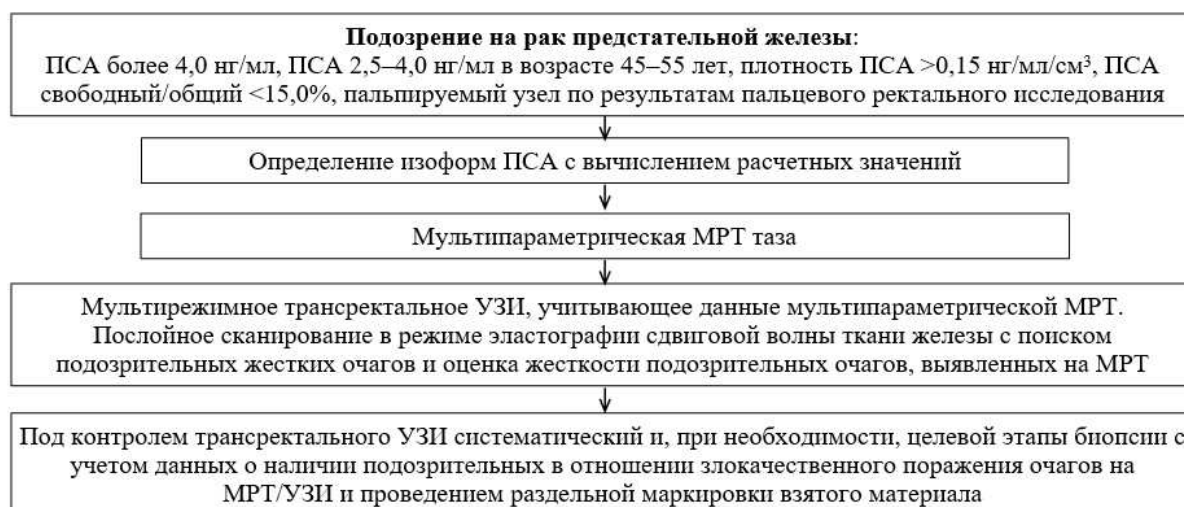 Подозрение на рак предстательной железы:
ПСА более 4,0 нг/мл, ПСА 2,5–4,0 нг/мл в возрасте 45–55 лет, плотность ПСА >0,15 нг/мл/см³, ПСА
свободный/общий <15,0%, пальпируемый узел по результатам пальцевого ректального исследования
Определение изоформ ПСА с вычислением расчетных значений
Мультипараметрическая МРТ таза
Мультирежимное трансректальное УЗИ, учитывающее данные мультипараметрической МРТ.
Послойное сканирование в режиме эластографии сдвиговой волны ткани железы с поиском
подозрительных жестких очагов и оценка жесткости подозрительных очагов, выявленных на МРТ
Под контролем трансректального УЗИ систематический и, при необходимости, целевой этапы биопсии с
учетом данных о наличии подозрительных в отношении злокачественного поражения очагов на
МРТ/УЗИ и проведением раздельной маркировки взятого материала